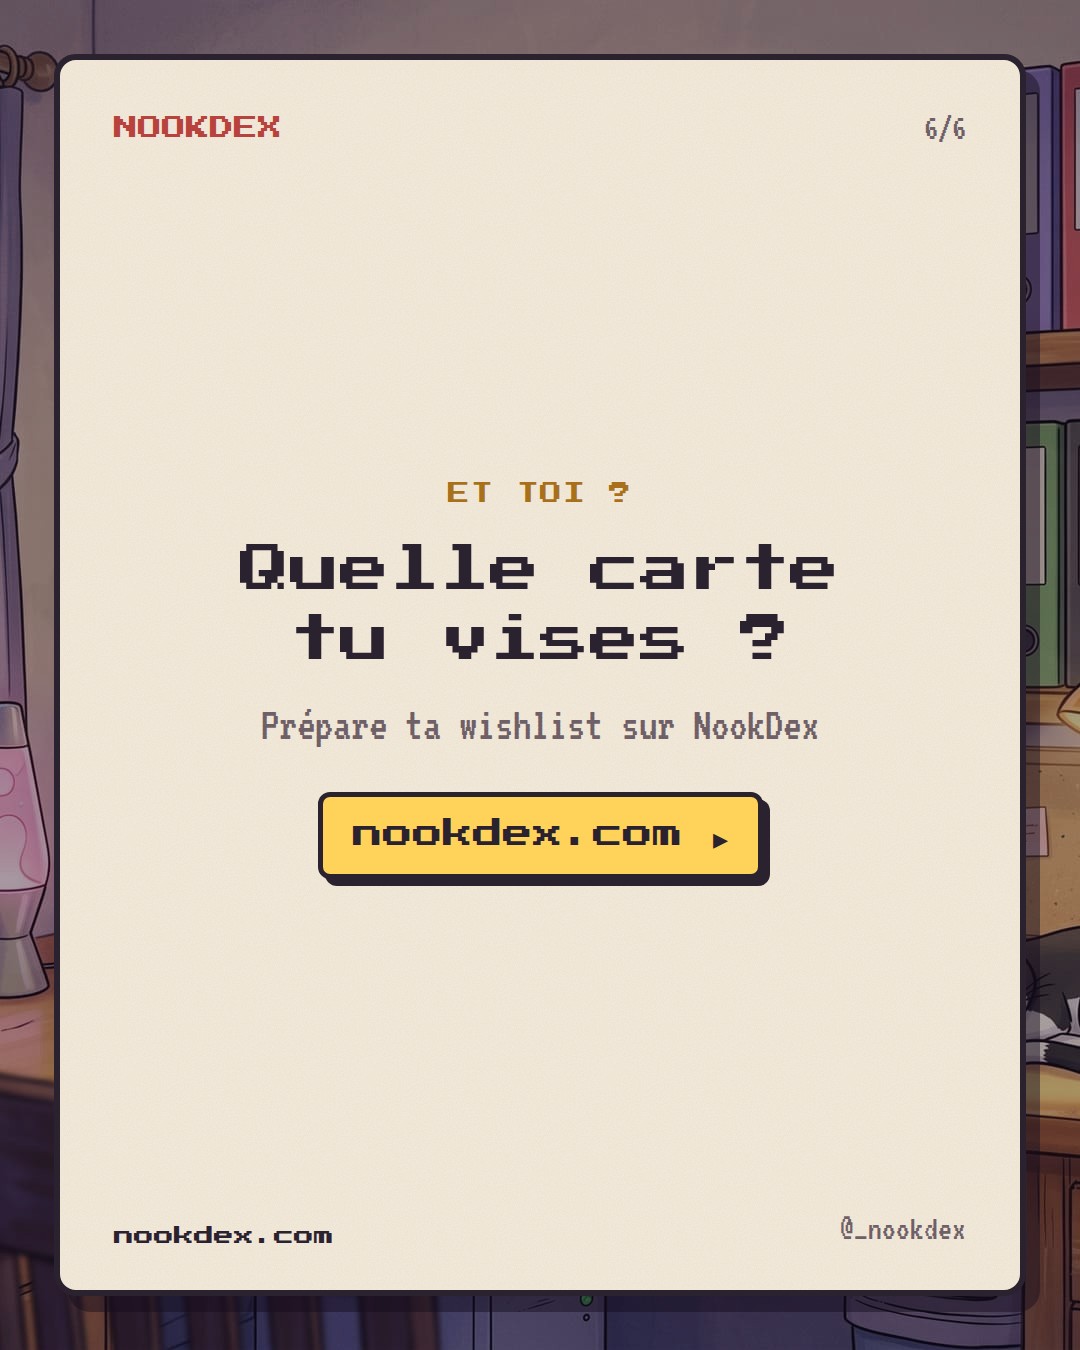 NOOKDEX
6/6
ET TOI ?
Quelle carte
tu vises ?
Prépare ta wishlist sur NookDex
nookdex.com ▶
nookdex.com
@_nookdex